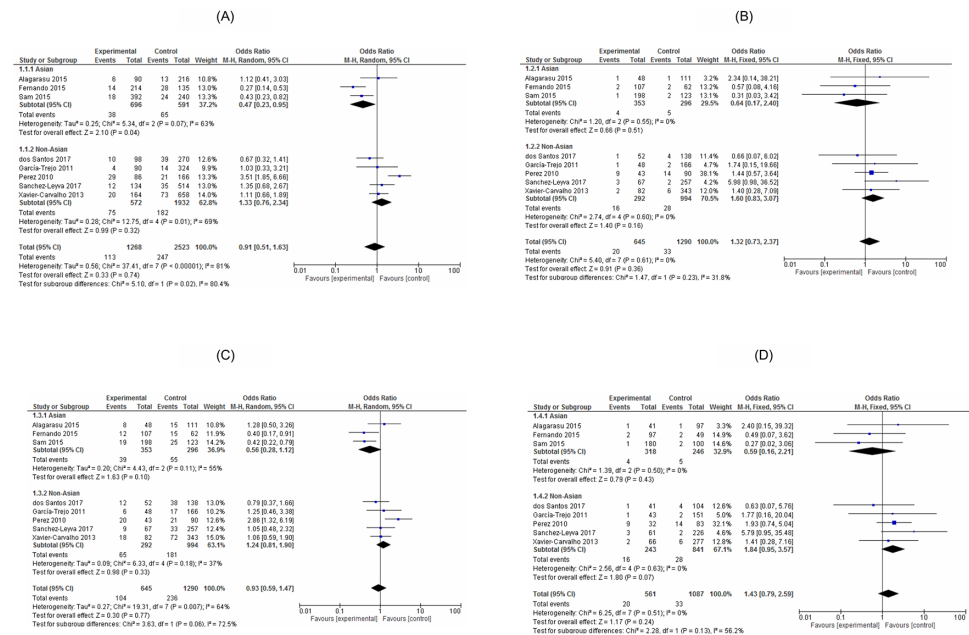 (A)
Experimental Control Odds Ratio Odds Ratio
Study or Subgroup Events Total Events Total Weight M-H, Random, 95% CI M-H, Random, 95% CI
1.1.1 Asian
Alagarasu 2015 6 90 13 216 10.8% 1.12 [0.41, 3.03]
Fernando 2015 14 214 28 135 12.9% 0.27 [0.14, 0.53]
Sam 2015 18 392 24 240 13.5% 0.43 [0.23, 0.82]
Subtotal (95% CI) 696 591 37.2% 0.47 [0.23, 0.95]
Total events 38 65
Heterogeneity: Tau² = 0.25; Chi² = 5.34, df = 2 (P = 0.07); I² = 63%
Test for overall effect: Z = 2.10 (P = 0.04)
1.1.2 Non-Asian
dos Santos 2017 10 98 39 270 12.8% 0.67 [0.32, 1.41]
García-Trejo 2011 4 90 14 324 10.0% 1.03 [0.33, 3.21]
Perez 2010 29 86 21 166 13.3% 3.51 [1.85, 6.66]
Sanchez-Leyva 2017 12 134 35 514 13.2% 1.35 [0.68, 2.67]
Xavier-Carvalho 2013 20 164 73 658 13.9% 1.11 [0.66, 1.89]
Subtotal (95% CI) 572 1932 62.8% 1.33 [0.76, 2.34]
Total events 75 182
Heterogeneity: Tau² = 0.28; Chi² = 12.75, df = 4 (P = 0.01); I² = 69%
Test for overall effect: Z = 0.99 (P = 0.32)
Total (95% CI) 1268 2523 100.0% 0.91 [0.51, 1.63]
Total events 113 247
Heterogeneity: Tau² = 0.56; Chi² = 37.41, df = 7 (P < 0.00001); I² = 81%
Test for overall effect: Z = 0.33 (P = 0.74)
Test for subgroup differences: Chi² = 5.10, df = 1 (P = 0.02), I² = 80.4%
0.01 0.1 1 10 100
Favours [experimental] Favours [control]
(B)
Experimental Control Odds Ratio Odds Ratio
Study or Subgroup Events Total Events Total Weight M-H, Fixed, 95% CI M-H, Fixed, 95% CI
1.2.1 Asian
Alagarasu 2015 1 48 1 111 3.2% 2.34 [0.14, 38.21]
Fernando 2015 2 107 2 62 13.2% 0.57 [0.08, 4.16]
Sam 2015 1 198 2 123 13.1% 0.31 [0.03, 3.42]
Subtotal (95% CI) 353 296 29.5% 0.64 [0.17, 2.40]
Total events 4 5
Heterogeneity: Chi² = 1.20, df = 2 (P = 0.55); I² = 0%
Test for overall effect: Z = 0.66 (P = 0.51)
1.2.2 Non-Asian
dos Santos 2017 1 52 4 138 11.4% 0.66 [0.07, 6.02]
García-Trejo 2011 1 48 2 166 4.7% 1.74 [0.15, 19.66]
Perez 2010 9 43 14 90 38.1% 1.44 [0.57, 3.64]
Sanchez-Leyva 2017 3 67 2 257 4.2% 5.98 [0.98, 36.52]
Xavier-Carvalho 2013 2 82 6 343 12.1% 1.40 [0.28, 7.09]
Subtotal (95% CI) 292 994 70.5% 1.60 [0.83, 3.07]
Total events 16 28
Heterogeneity: Chi² = 2.74, df = 4 (P = 0.60); I² = 0%
Test for overall effect: Z = 1.40 (P = 0.16)
Total (95% CI) 645 1290 100.0% 1.32 [0.73, 2.37]
Total events 20 33
Heterogeneity: Chi² = 5.40, df = 7 (P = 0.61); I² = 0%
Test for overall effect: Z = 0.91 (P = 0.36)
Test for subgroup differences: Chi² = 1.47, df = 1 (P = 0.23), I² = 31.8%
0.01 0.1 1 10 100
Favours [experimental] Favours [control]
(C)
Experimental Control Odds Ratio Odds Ratio
Study or Subgroup Events Total Events Total Weight M-H, Random, 95% CI M-H, Random, 95% CI
1.3.1 Asian
Alagarasu 2015 8 48 15 111 10.8% 1.28 [0.50, 3.26]
Fernando 2015 12 107 15 62 12.0% 0.40 [0.17, 0.91]
Sam 2015 19 198 25 123 14.1% 0.42 [0.22, 0.79]
Subtotal (95% CI) 353 296 36.9% 0.56 [0.28, 1.12]
Total events 39 55
Heterogeneity: Tau² = 0.20; Chi² = 4.43, df = 2 (P = 0.11); I² = 55%
Test for overall effect: Z = 1.63 (P = 0.10)
1.3.2 Non-Asian
dos Santos 2017 12 52 38 138 13.0% 0.79 [0.37, 1.66]
García-Trejo 2011 6 48 17 166 10.3% 1.25 [0.46, 3.38]
Perez 2010 20 43 21 90 12.7% 2.86 [1.32, 6.19]
Sanchez-Leyva 2017 9 67 33 257 12.4% 1.05 [0.48, 2.32]
Xavier-Carvalho 2013 18 82 72 343 14.6% 1.06 [0.59, 1.90]
Subtotal (95% CI) 292 994 63.1% 1.24 [0.81, 1.90]
Total events 65 181
Heterogeneity: Tau² = 0.09; Chi² = 6.33, df = 4 (P = 0.18); I² = 37%
Test for overall effect: Z = 0.98 (P = 0.33)
Total (95% CI) 645 1290 100.0% 0.93 [0.59, 1.47]
Total events 104 236
Heterogeneity: Tau² = 0.27; Chi² = 19.31, df = 7 (P = 0.007); I² = 64%
Test for overall effect: Z = 0.30 (P = 0.77)
Test for subgroup differences: Chi² = 3.63, df = 1 (P = 0.06), I² = 72.5%
0.01 0.1 1 10 100
Favours [experimental] Favours [control]
(D)
Experimental Control Odds Ratio Odds Ratio
Study or Subgroup Events Total Events Total Weight M-H, Fixed, 95% CI M-H, Fixed, 95% CI
1.4.1 Asian
Alagarasu 2015 1 41 1 97 3.4% 2.40 [0.15, 39.32]
Fernando 2015 2 97 2 49 15.2% 0.49 [0.07, 3.62]
Sam 2015 1 180 2 100 14.9% 0.27 [0.02, 3.06]
Subtotal (95% CI) 318 246 32.9% 0.59 [0.16, 2.21]
Total events 4 5
Heterogeneity: Chi² = 1.39, df = 2 (P = 0.50); I² = 0%
Test for overall effect: Z = 0.79 (P = 0.43)
1.4.2 Non-Asian
dos Santos 2017 1 41 4 104 13.0% 0.63 [0.07, 5.76]
García-Trejo 2011 1 43 2 151 5.1% 1.77 [0.16, 20.04]
Perez 2010 9 32 14 83 32.2% 1.93 [0.74, 5.04]
Sanchez-Leyva 2017 3 61 2 226 4.7% 5.79 [0.95, 35.48]
Xavier-Carvalho 2013 2 66 6 277 12.5% 1.41 [0.28, 7.16]
Subtotal (95% CI) 243 841 67.1% 1.84 [0.95, 3.57]
Total events 16 28
Heterogeneity: Chi² = 2.56, df = 4 (P = 0.63); I² = 0%
Test for overall effect: Z = 1.80 (P = 0.07)
Total (95% CI) 561 1087 100.0% 1.43 [0.79, 2.59]
Total events 20 33
Heterogeneity: Chi² = 6.25, df = 7 (P = 0.51); I² = 0%
Test for overall effect: Z = 1.17 (P = 0.24)
Test for subgroup differences: Chi² = 2.28, df = 1 (P = 0.13), I² = 56.2%
0.01 0.1 1 10 100
Favours [experimental] Favours [control]